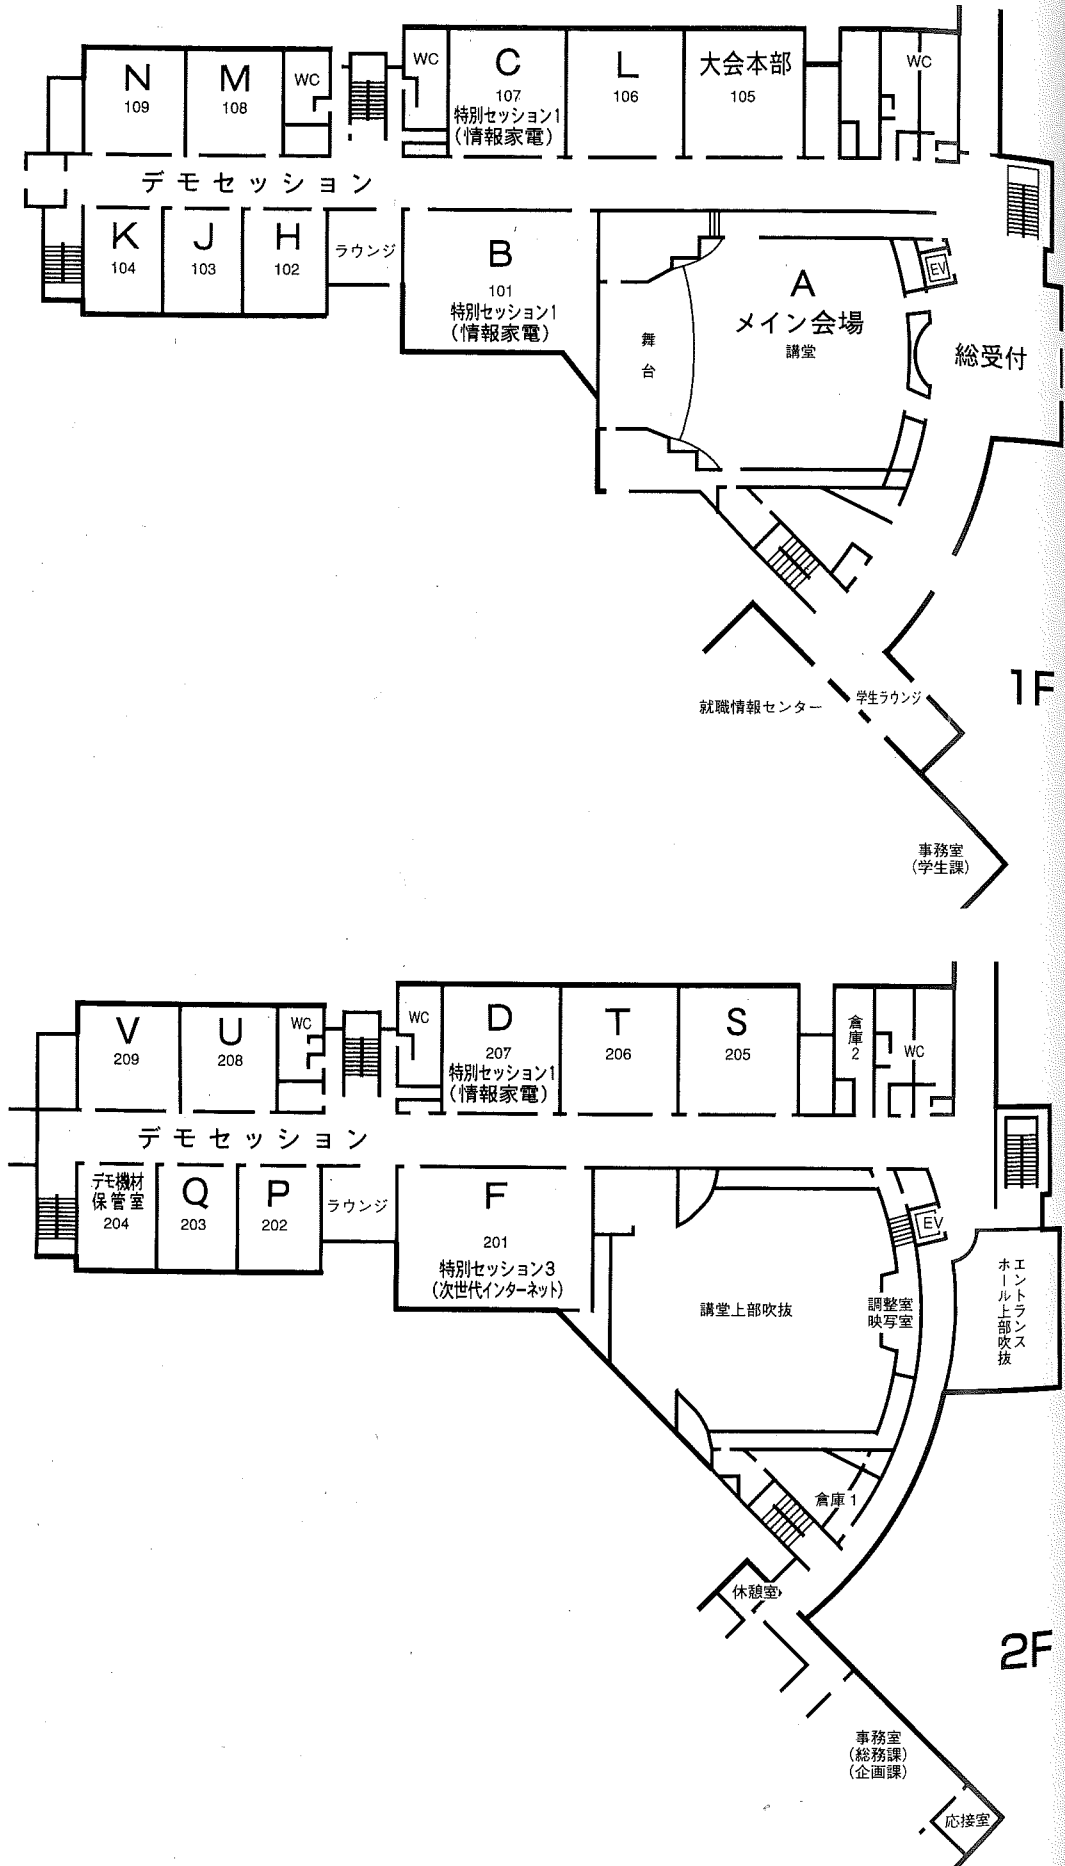 N
109
M
108
WC
WC
C
107
特別セッション1
(情報家電)
L
106
大会本部
105
WC
デモセッション
K
104
J
103
H
102
ラウンジ
B
101
特別セッション1
(情報家電)
舞台
A
メイン会場
講堂
EV
総受付
1F
就職情報センター
学生ラウンジ
事務室
(学生課)
V
209
U
208
WC
WC
D
207
特別セッション1
(情報家電)
T
206
S
205
倉庫2
WC
デモセッション
デモ機材
保管室
204
Q
203
P
202
ラウンジ
F
201
特別セッション3
(次世代インターネット)
講堂上部吹抜
調整室
映写室
EV
エントランス
ホール上部吹抜
倉庫1
休憩室
2F
事務室
(総務課)
(企画課)
応接室